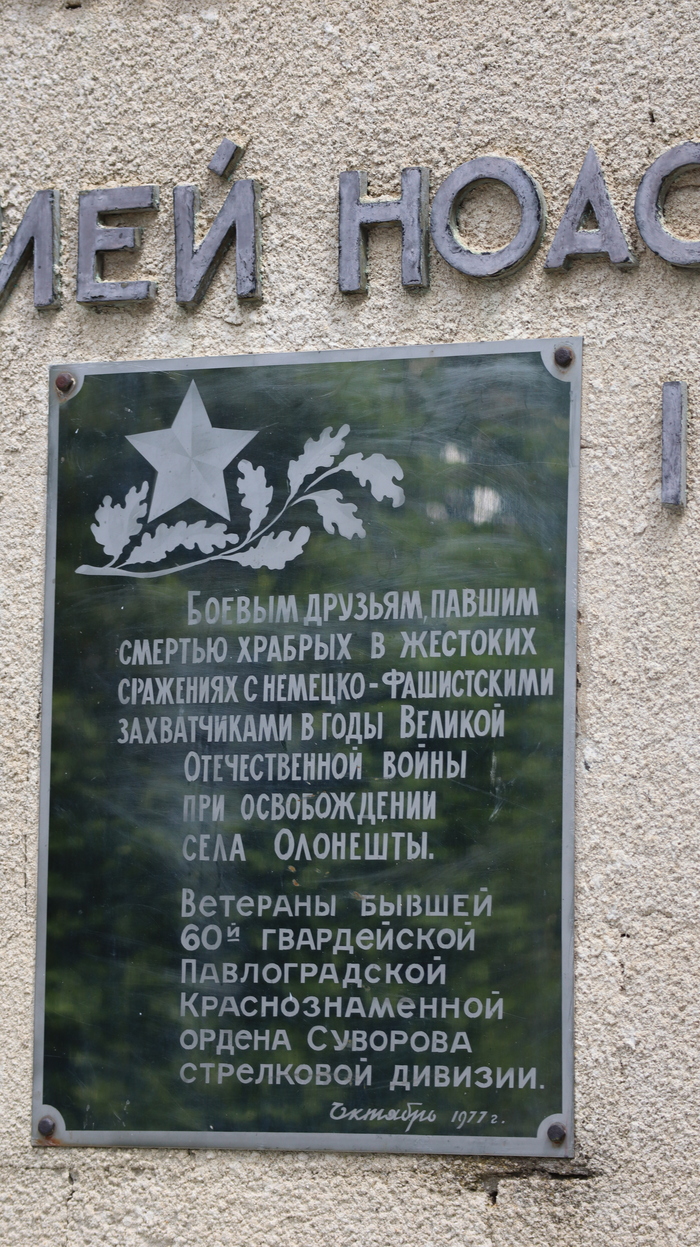 ЛЕЙ НОАС
Боевым друзьям, павшим
смертью храбрых в жестоких
сражениях с немецко-фашистскими
захватчиками в годы Великой
Отечественной войны
при освобождении
села Олонешты.
Ветераны бывшей
60й гвардейской
Павлоградской
Краснознаменной
ордена Суворова
стрелковой дивизии.
Октябрь 1977 г.